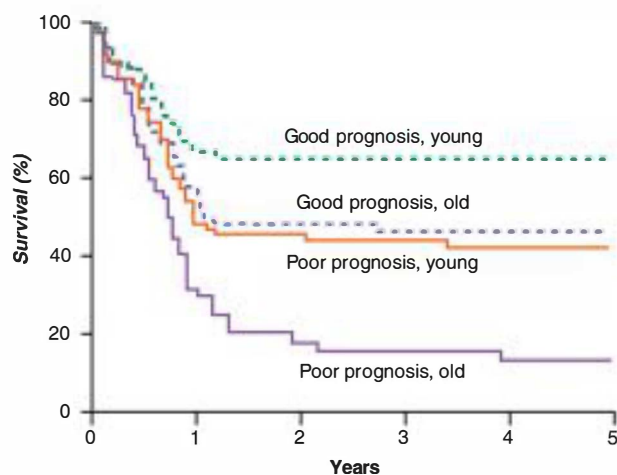 100
80
60
40
20
0
Survival (%)
Good prognosis, young
Good prognosis, old
Poor prognosis, young
Poor prognosis, old
0 1 2 3 4 5
Years